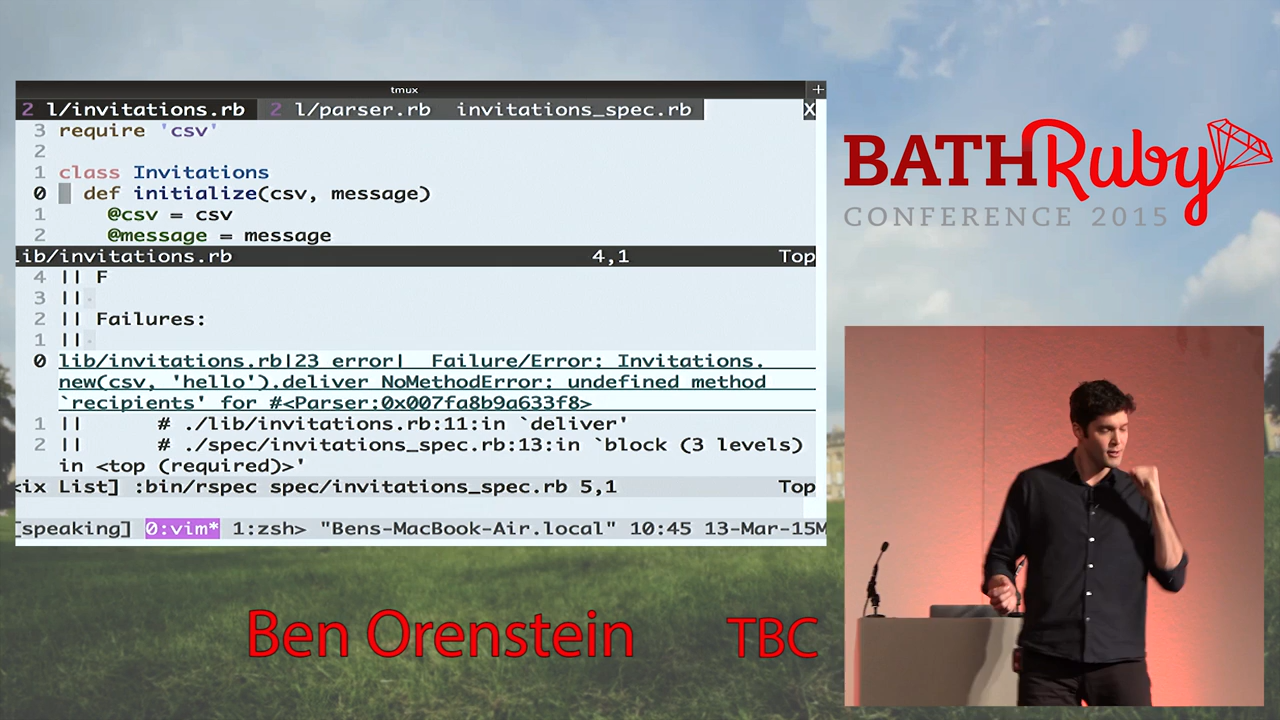 tmux
+
2 l/invitations.rb 2 l/parser.rb invitations_spec.rb X
3 require 'csv'
2
1 class Invitations
0 def initialize(csv, message)
1 @csv = csv
2 @message = message
lib/invitations.rb 4,1 Top
4 || F
3 ||
2 || Failures:
1 ||
0 lib/invitations.rb|23 error| Failure/Error: Invitations.
new(csv, 'hello').deliver NoMethodError: undefined method
`recipients' for #<Parser:0x007fa8b9a633f8>
1 || # ./lib/invitations.rb:11:in `deliver'
2 || # ./spec/invitations_spec.rb:13:in `block (3 levels)
in <top (required)>'
ix List] :bin/rspec spec/invitations_spec.rb 5,1 Top
[speaking] 0:vim* 1:zsh> "Bens-MacBook-Air.local" 10:45 13-Mar-15
BATH Ruby
CONFERENCE 2015
Ben Orenstein TBC